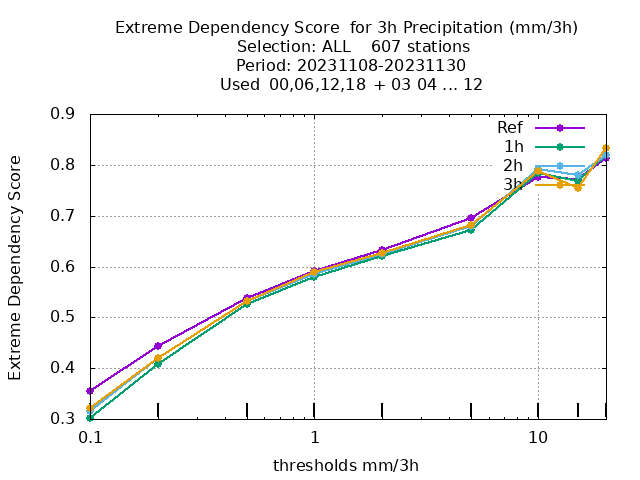 Extreme Dependency Score  for 3h Precipitation (mm/3h)
Selection: ALL    607 stations
Period: 20231108-20231130
Used  00,06,12,18  + 03 04 ... 12
Extreme Dependency Score
0.9
0.8
0.7
0.6
0.5
0.4
0.3
Ref
1h
2h
3h
0.1
1
10
thresholds mm/3h